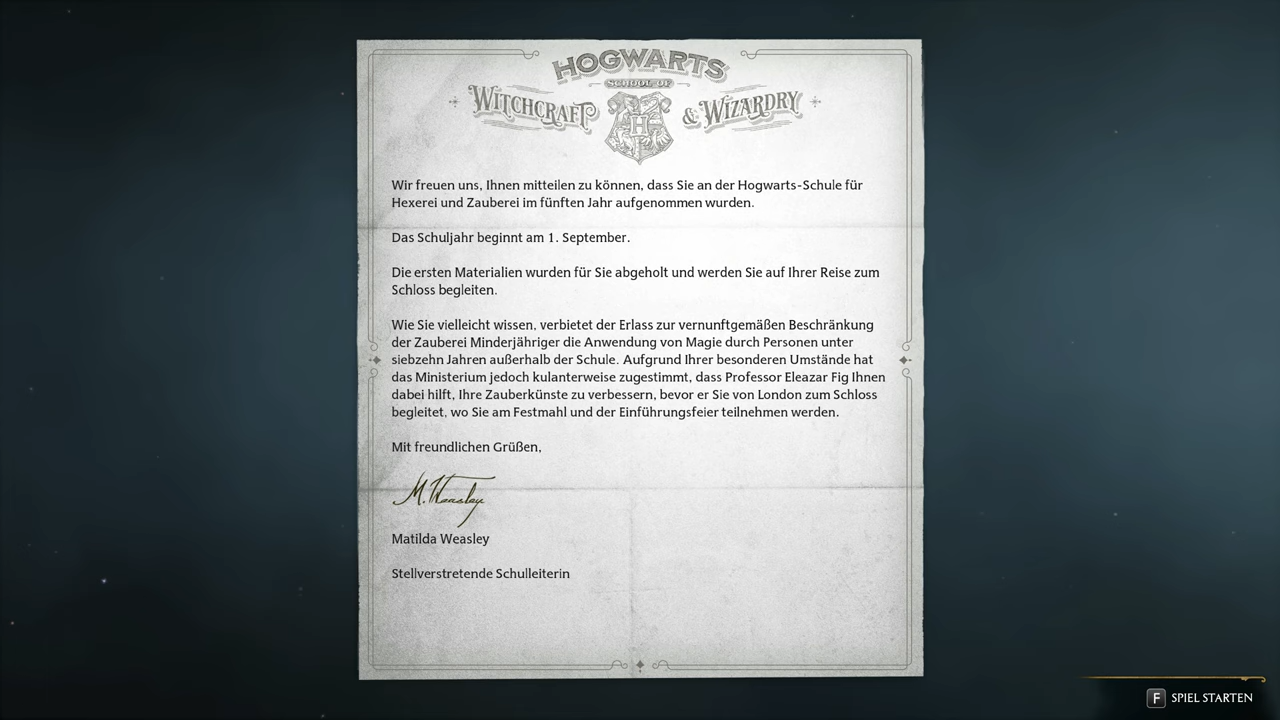 HOGWARTS
SCHOOL OF
WITCHCRAFT & WIZARDRY
H
Wir freuen uns, Ihnen mitteilen zu können, dass Sie an der Hogwarts-Schule für
Hexerei und Zauberei im fünften Jahr aufgenommen wurden.
Das Schuljahr beginnt am 1. September.
Die ersten Materialien wurden für Sie abgeholt und werden Sie auf Ihrer Reise zum
Schloss begleiten.
Wie Sie vielleicht wissen, verbietet der Erlass zur vernunftgemäßen Beschränkung
der Zauberei Minderjähriger die Anwendung von Magie durch Personen unter
siebzehn Jahren außerhalb der Schule. Aufgrund Ihrer besonderen Umstände hat
das Ministerium jedoch kulanterweise zugestimmt, dass Professor Eleazar Fig Ihnen
dabei hilft, Ihre Zauberkünste zu verbessern, bevor er Sie von London zum Schloss
begleitet, wo Sie am Festmahl und der Einführungsfeier teilnehmen werden.
Mit freundlichen Grüßen,
M. Weasley
Matilda Weasley
Stellverstretende Schulleiterin
F SPIEL STARTEN